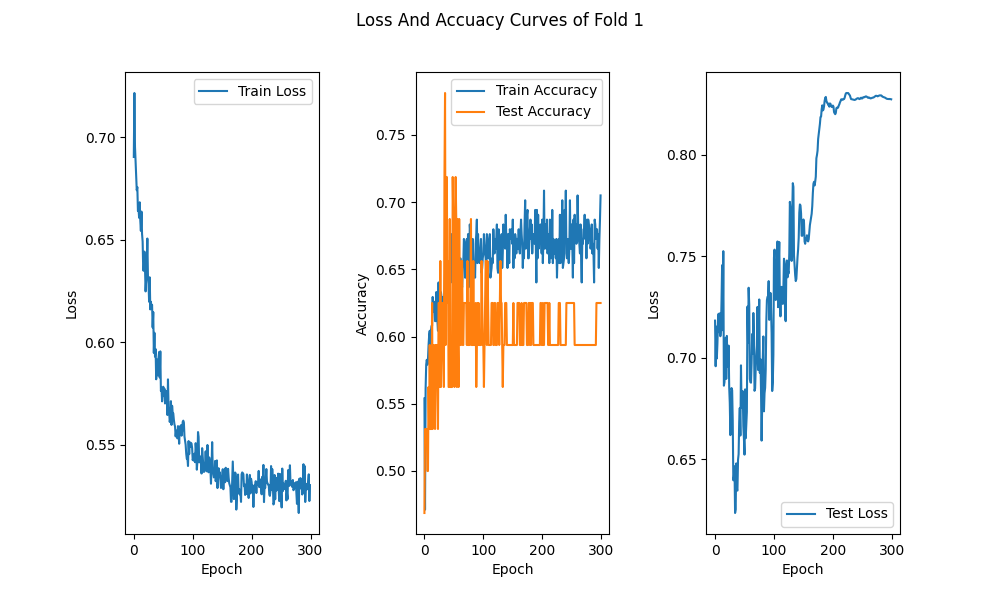 Loss And Accuacy Curves of Fold 1
Train Loss
0.70
0.65
0.60
0.55
Loss
0
100
200
300
Epoch
Train Accuracy
Test Accuracy
0.75
0.70
0.65
0.60
0.55
0.50
Accuracy
0
100
200
300
Epoch
0.80
0.75
0.70
0.65
Loss
Test Loss
0
100
200
300
Epoch